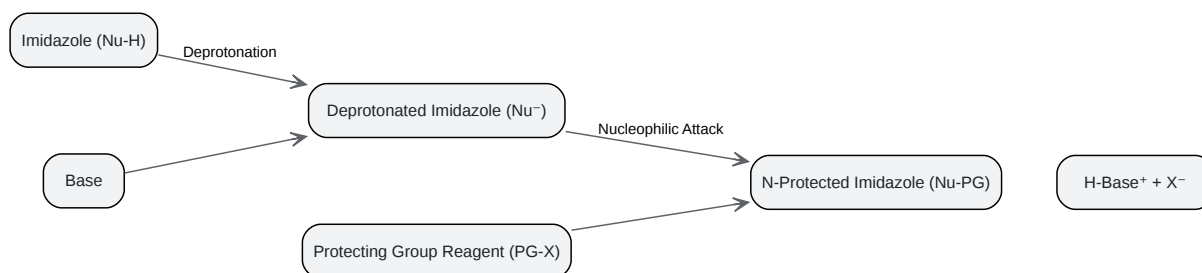 Imidazole (Nu-H)
Deprotonation
Deprotonated Imidazole (Nu⁻)
Nucleophilic Attack
Base
N-Protected Imidazole (Nu-PG)
H-Base⁺ + X⁻
Protecting Group Reagent (PG-X)